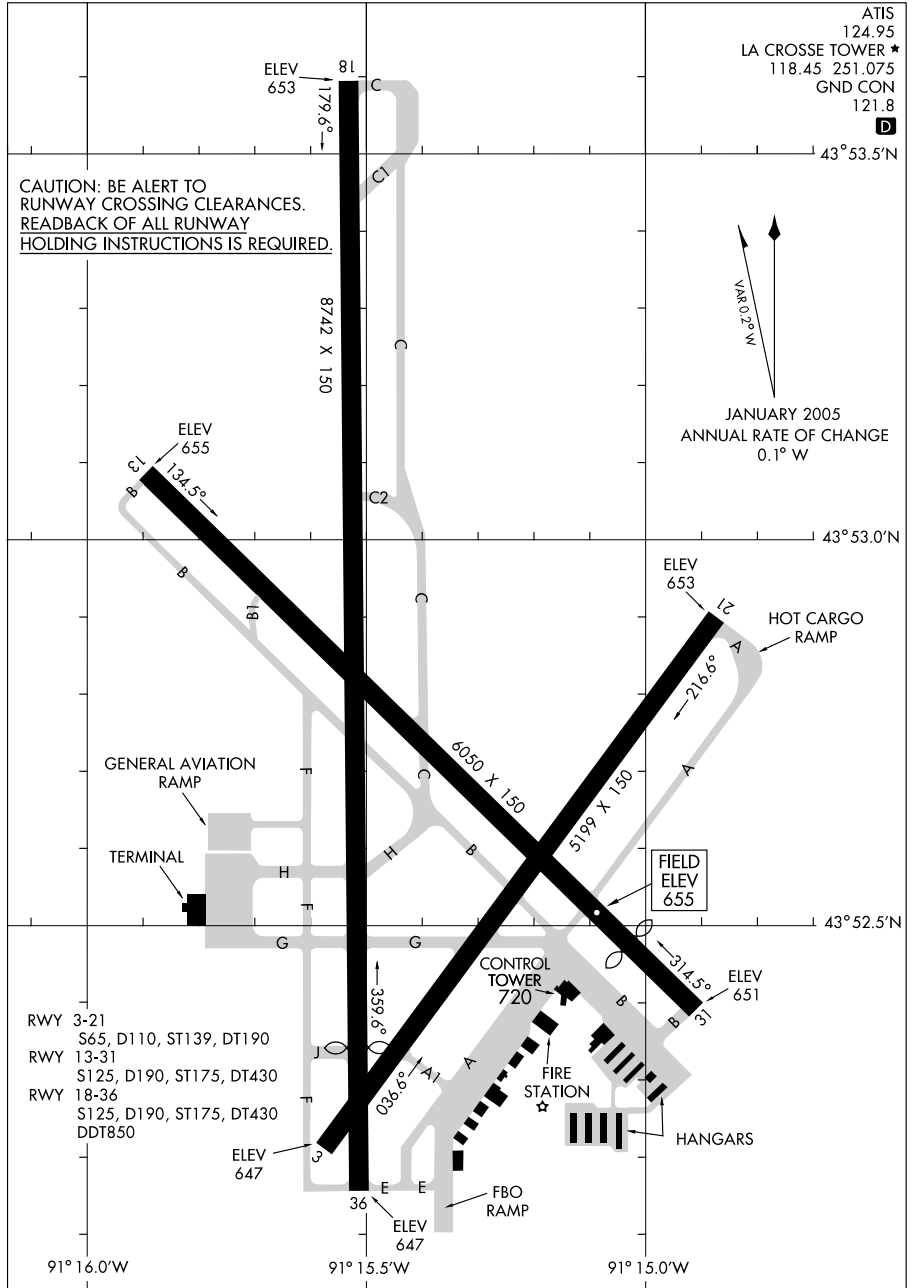 ATIS
124.95
LA CROSSE TOWER ★
118.45 251.075
GND CON
121.8
D
ELEV
653
18
C
179.6°
43°53.5'N
C1
CAUTION: BE ALERT TO
RUNWAY CROSSING CLEARANCES.
READBACK OF ALL RUNWAY
HOLDING INSTRUCTIONS IS REQUIRED.
VAR 0.2° W
8742 X 150
C
JANUARY 2005
ANNUAL RATE OF CHANGE
0.1° W
ELEV
655
13
134.5°
B
C2
43°53.0'N
B
ELEV
653
21
C
B1
HOT CARGO
RAMP
A
216.6°
6050 X 150
5199 X 150
GENERAL AVIATION
RAMP
F
C
A
TERMINAL
H
H
B
FIELD
ELEV
655
F
43°52.5'N
G
G
CONTROL
TOWER
720
314.5°
ELEV
651
31
B
B
359.6°
RWY 3-21
S65, D110, ST139, DT190
RWY 13-31
S125, D190, ST175, DT430
RWY 18-36
S125, D190, ST175, DT430
DDT850
J
A
A1
036.6°
F
FIRE
STATION
☆
HANGARS
ELEV
647
3
36
E
E
FBO
RAMP
ELEV
647
91°16.0'W
91°15.5'W
91°15.0'W